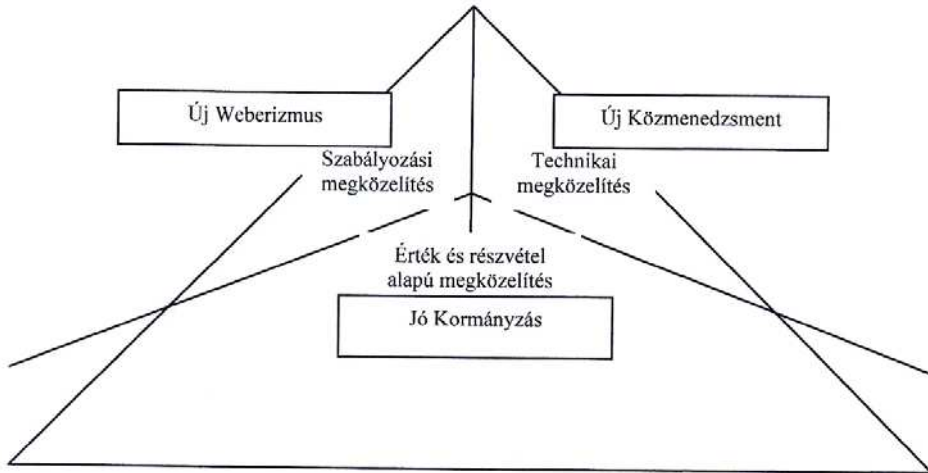 Új Weberizmus
Új Közmenedzsment
Szabályozási
megközelítés
Technikai
megközelítés
Érték és részvétel
alapú megközelítés
Jó Kormányzás